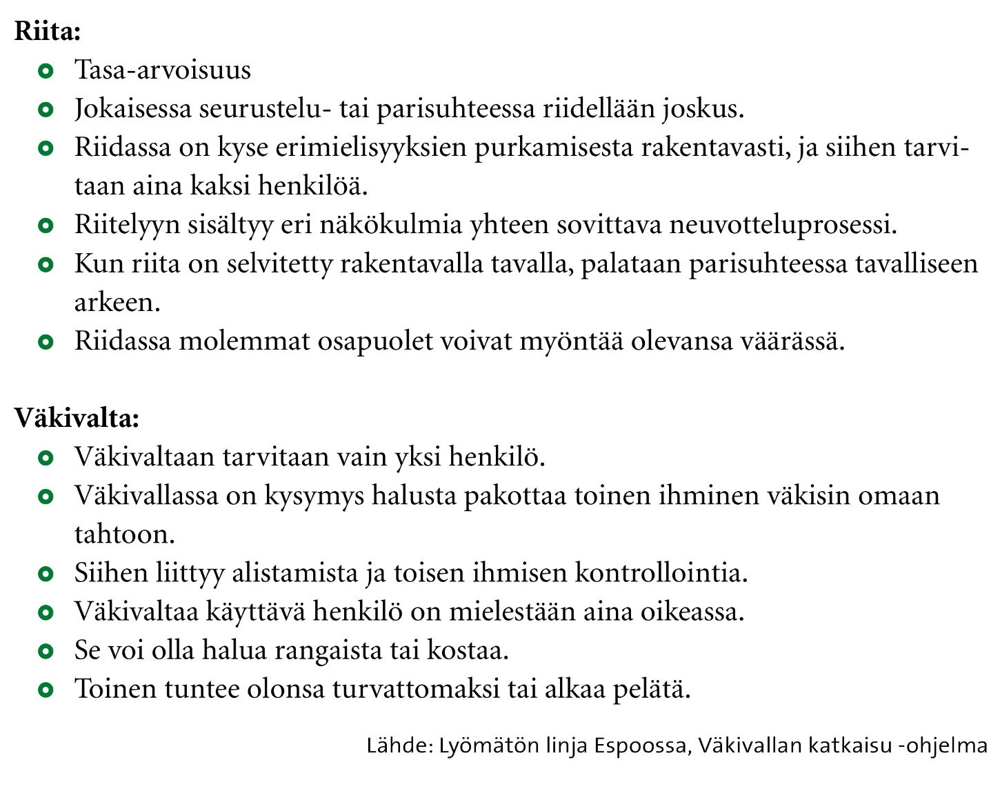 Riita:
Tasa-arvoisuus
Jokaisessa seurustelu- tai parisuhteessa riidellään joskus.
Riidassa on kyse erimielisyyksien purkamisesta rakentavasti, ja siihen tarvi-
taan aina kaksi henkilöä.
Riitelyyn sisältyy eri näkökulmia yhteen sovittava neuvotteluprosessi.
Kun riita on selvitetty rakentavalla tavalla, palataan parisuhteessa tavalliseen
arkeen.
Riidassa molemmat osapuolet voivat myöntää olevansa väärässä.
Väkivalta:
Väkivaltaan tarvitaan vain yksi henkilö.
Väkivallassa on kysymys halusta pakottaa toinen ihminen väkisin omaan
tahtoon.
Siihen liittyy alistamista ja toisen ihmisen kontrollointia.
Väkivaltaa käyttävä henkilö on mielestään aina oikeassa.
Se voi olla halua rangaista tai kostaa.
Toinen tuntee olonsa turvattomaksi tai alkaa pelätä.
Lähde: Lyömätön linja Espoossa, Väkivallan katkaisu -ohjelma